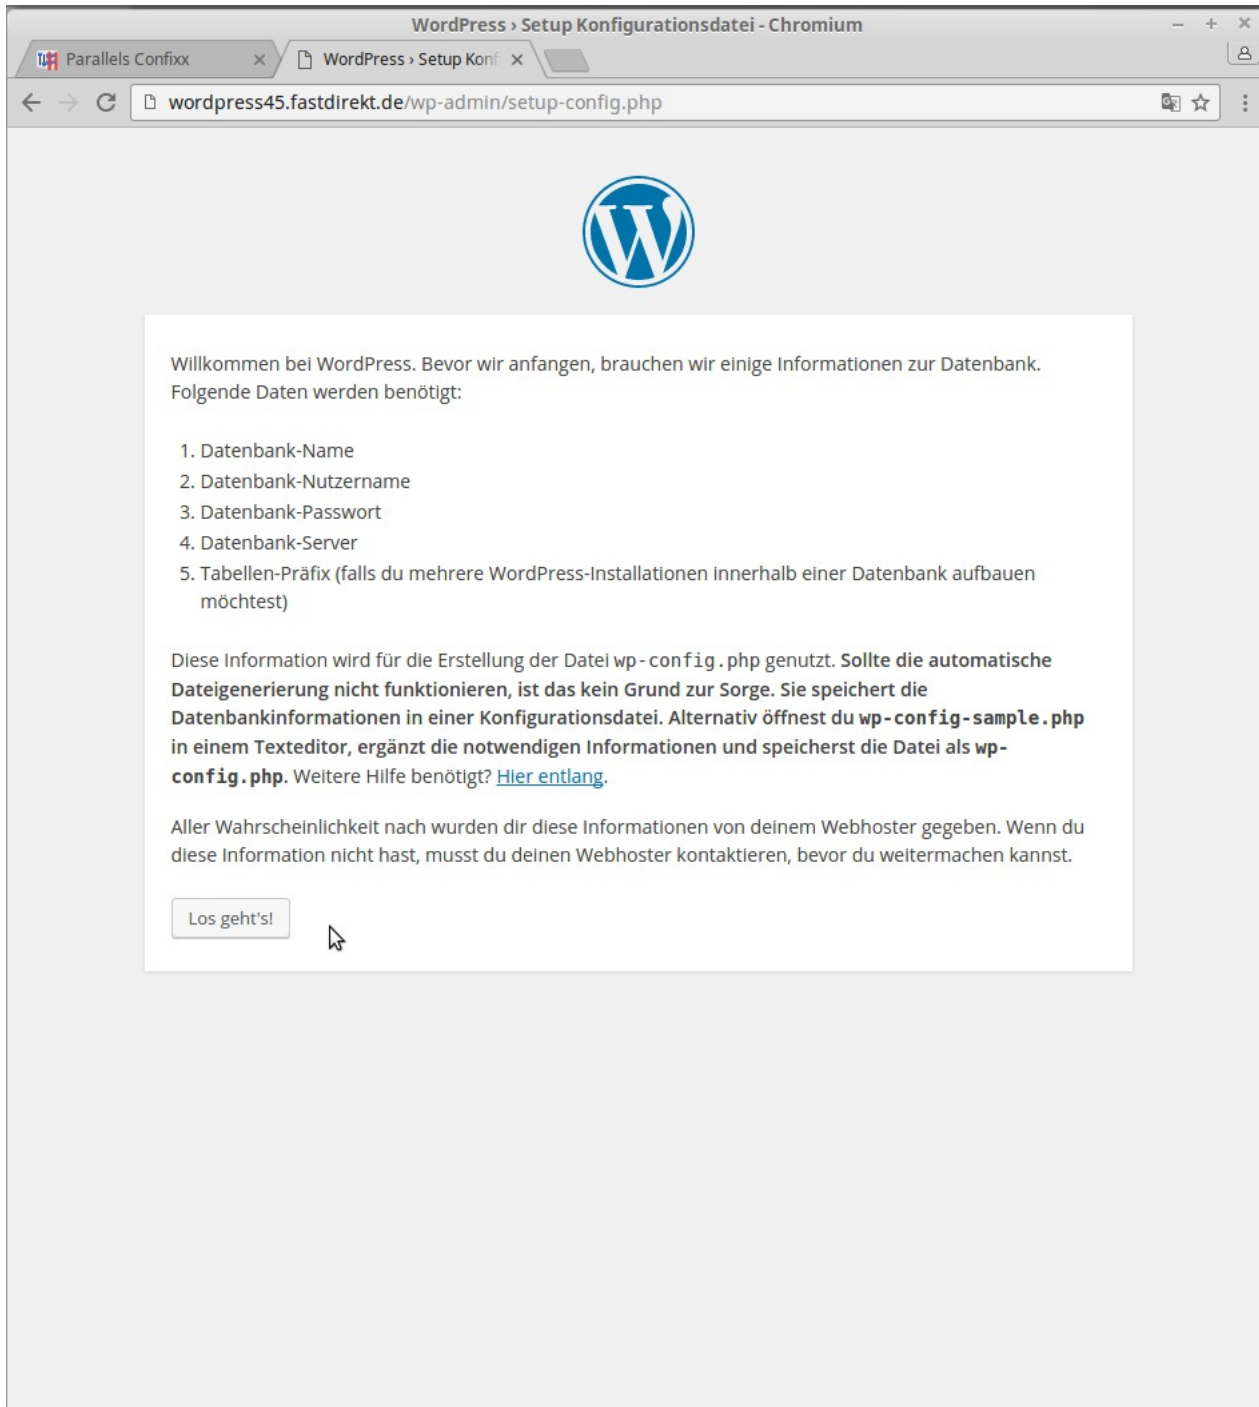 WordPress › Setup Konfigurationsdatei - Chromium
Parallels Confixx
WordPress › Setup Konf
wordpress45.fastdirekt.de/wp-admin/setup-config.php
Willkommen bei WordPress. Bevor wir anfangen, brauchen wir einige Informationen zur Datenbank.
Folgende Daten werden benötigt:
1. Datenbank-Name
2. Datenbank-Nutzername
3. Datenbank-Passwort
4. Datenbank-Server
5. Tabellen-Präfix (falls du mehrere WordPress-Installationen innerhalb einer Datenbank aufbauen
möchtest)
Diese Information wird für die Erstellung der Datei wp-config.php genutzt. Sollte die automatische
Dateigenerierung nicht funktionieren, ist das kein Grund zur Sorge. Sie speichert die
Datenbankinformationen in einer Konfigurationsdatei. Alternativ öffnest du wp-config-sample.php
in einem Texteditor, ergänzt die notwendigen Informationen und speicherst die Datei als wp-
config.php. Weitere Hilfe benötigt? Hier entlang.
Aller Wahrscheinlichkeit nach wurden dir diese Informationen von deinem Webhoster gegeben. Wenn du
diese Information nicht hast, musst du deinen Webhoster kontaktieren, bevor du weitermachen kannst.
Los geht's!